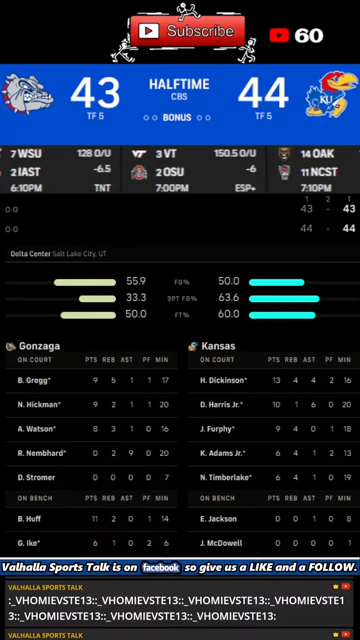 Subscribe
60
43
TF 5
HALFTIME
CBS
BONUS
44
TF 5
KU
7 WSU 128 O/U
2 IAST -6.5
6:10PM TNT
3 VT 150.5 O/U
2 OSU -6
7:00PM ESP+
14 OAK
11 NCST
7:10PM
1 2 1
0-0 43 - 43
0-0 44 - 44
Delta Center Salt Lake City, UT
55.9 FG% 50.0
33.3 3PT FG% 63.6
50.0 FT% 60.0
Gonzaga
ON COURT PTS REB AST PF MIN
B. Gregg* 9 5 1 1 17
N. Hickman* 9 2 1 1 20
A. Watson* 8 3 1 0 16
R. Nembhard* 0 2 9 0 20
D. Stromer 0 0 0 0 7
ON BENCH PTS REB AST PF MIN
B. Huff 11 2 0 1 14
G. Ike* 6 1 0 2 6
Kansas
ON COURT PTS REB AST PF MIN
H. Dickinson* 13 4 4 2 16
D. Harris Jr.* 10 1 6 0 20
J. Furphy* 9 4 0 1 18
K. Adams Jr.* 6 4 1 2 13
N. Timberlake* 6 4 1 0 19
ON BENCH PTS REB AST PF MIN
E. Jackson 0 0 1 0 8
J. McDowell 0 0 0 0 1
Valhalla Sports Talk is on facebook so give us a LIKE and a FOLLOW.
VALHALLA SPORTS TALK
:_VHOMIEVSTE13::_VHOMIEVSTE13::_VHOMIEVSTE13::_VHOMIEVSTE1
3::_VHOMIEVSTE13::_VHOMIEVSTE13:
VALHALLA SPORTS TALK